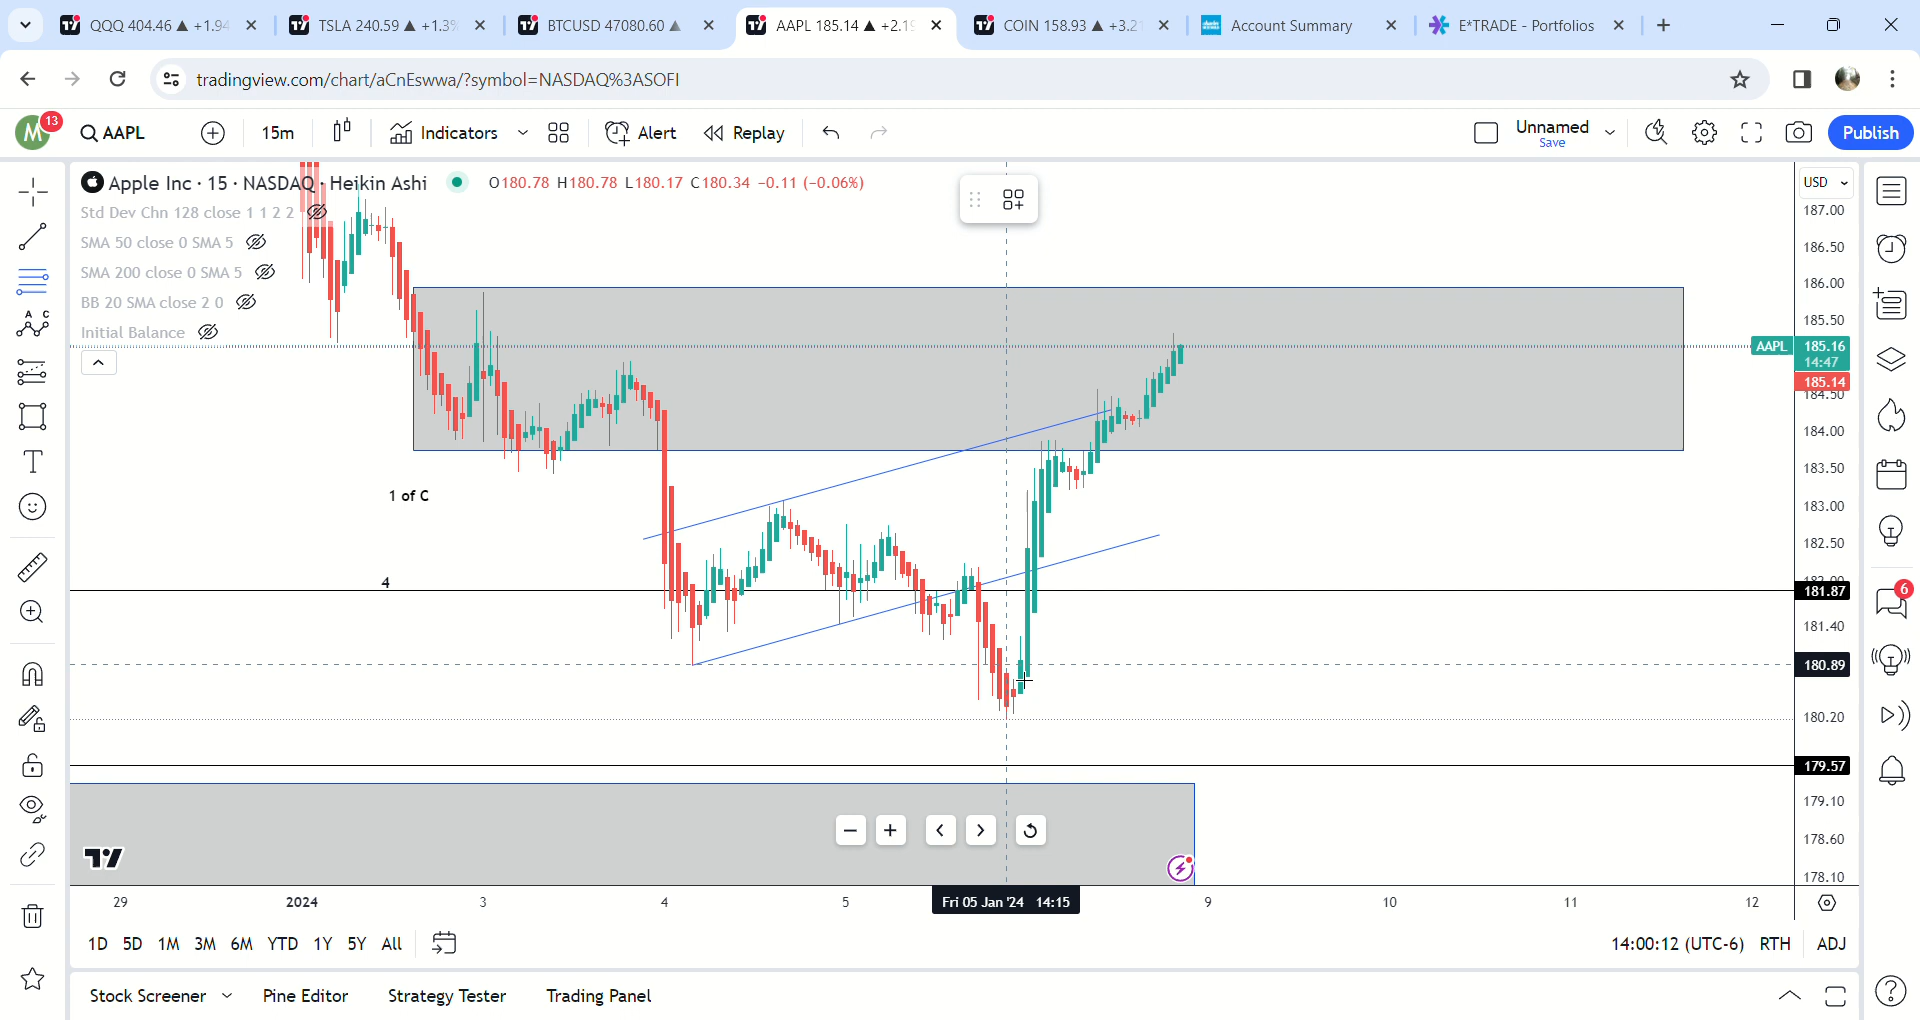 QQQ 404.46 ▲ +1.94
TSLA 240.59 ▲ +1.3%
BTCUSD 47080.60 ▲
AAPL 185.14 ▲ +2.19
COIN 158.93 ▲ +3.2
Account Summary
E*TRADE - Portfolios
tradingview.com/chart/aCnEswwa/?symbol=NASDAQ%3ASOFI
M 13
AAPL
15m
Indicators
Alert
Replay
Unnamed
Save
Publish
Apple Inc · 15 · NASDAQ · Heikin Ashi
O180.78 H180.78 L180.17 C180.34 −0.11 (−0.06%)
USD
Std Dev Chn 128 close 1 1 2 2
SMA 50 close 0 SMA 5
SMA 200 close 0 SMA 5
BB 20 SMA close 2 0
Initial Balance
187.00
186.50
186.00
185.50
AAPL 185.16
14:47
185.14
184.50
184.00
183.50
183.00
182.50
182.00
181.87
181.40
180.89
180.20
179.57
179.10
178.60
178.10
1 of C
4
A C
6
29 2024 3 4 5 Fri 05 Jan '24 14:15 9 10 11 12
1D 5D 1M 3M 6M YTD 1Y 5Y All
14:00:12 (UTC-6) RTH ADJ
Stock Screener Pine Editor Strategy Tester Trading Panel